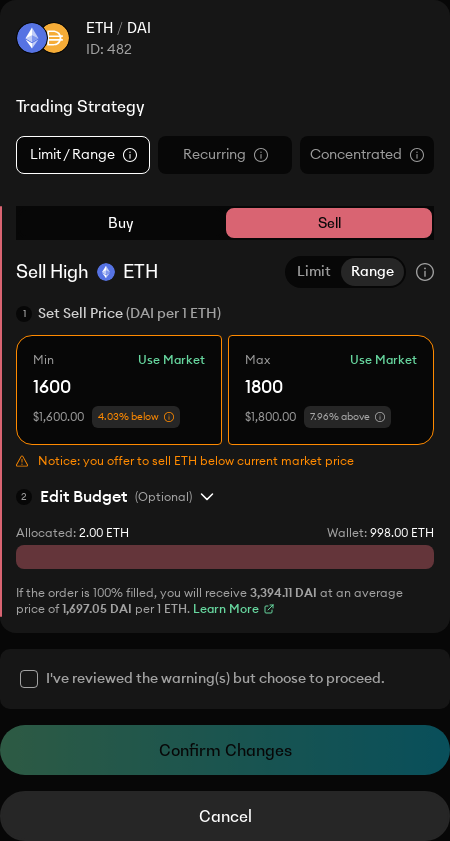 ETH / DAI
ID: 482
Trading Strategy
Limit / Range
Recurring
Concentrated
Buy
Sell
Sell High ETH
Limit
Range
1 Set Sell Price (DAI per 1 ETH)
Min
Use Market
1600
$1,600.00
4.03% below
Max
Use Market
1800
$1,800.00
7.96% above
Notice: you offer to sell ETH below current market price
2 Edit Budget (Optional)
Allocated: 2.00 ETH
Wallet: 998.00 ETH
If the order is 100% filled, you will receive 3,394.11 DAI at an average
price of 1,697.05 DAI per 1 ETH. Learn More
I've reviewed the warning(s) but choose to proceed.
Confirm Changes
Cancel